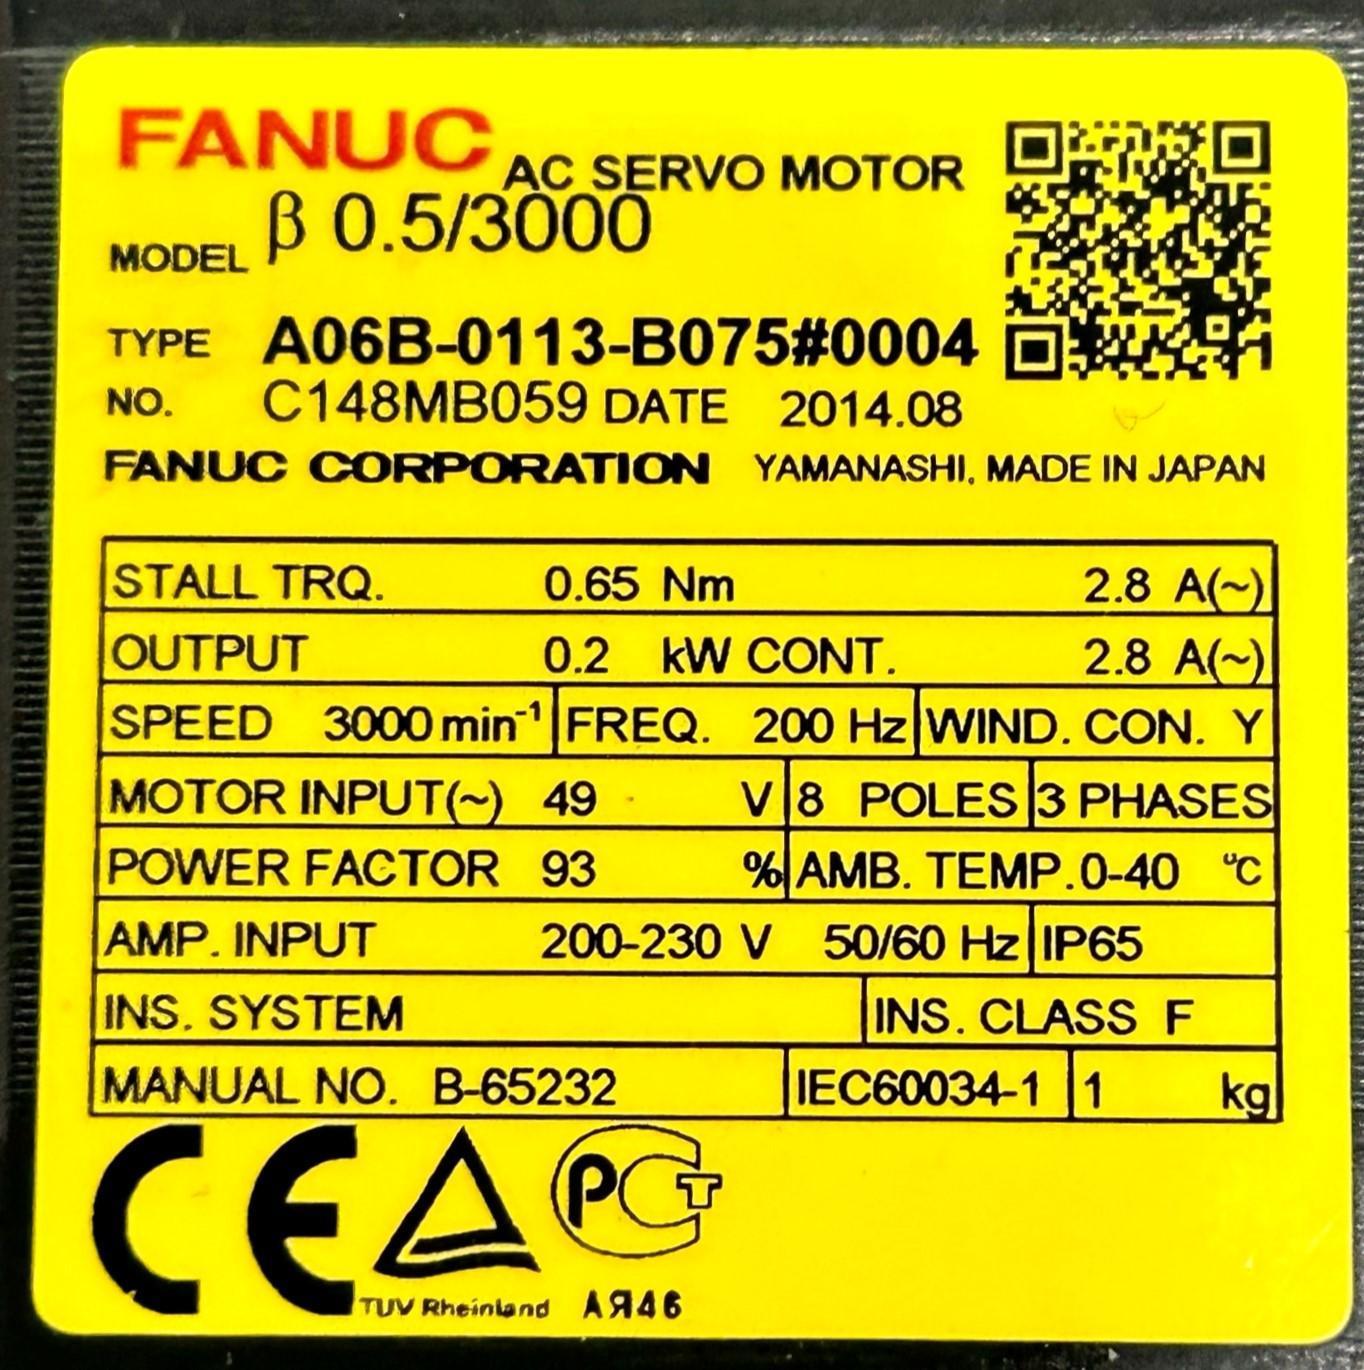 FANUC AC SERVO MOTOR
MODEL β 0.5/3000
TYPE A06B-0113-B075#0004
NO. C148MB059 DATE 2014.08
FANUC CORPORATION YAMANASHI, MADE IN JAPAN
STALL TRQ. 0.65 Nm 2.8 A(~)
OUTPUT 0.2 kW CONT. 2.8 A(~)
SPEED 3000 min⁻¹ FREQ. 200 Hz WIND. CON. Y
MOTOR INPUT(~) 49 V 8 POLES 3 PHASES
POWER FACTOR 93 % AMB. TEMP. 0-40 °C
AMP. INPUT 200-230 V 50/60 Hz IP65
INS. SYSTEM INS. CLASS F
MANUAL NO. B-65232 IEC60034-1 1 kg
CE PCT
TUV Rheinland АЯ46